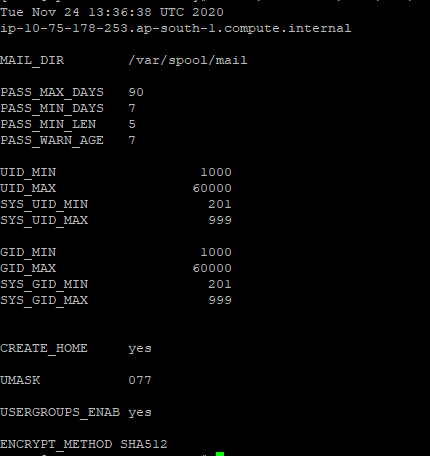 Tue Nov 24 13:36:38 UTC 2020
ip-10-75-178-253.ap-south-1.compute.internal
MAIL_DIR /var/spool/mail
PASS_MAX_DAYS 90
PASS_MIN_DAYS 7
PASS_MIN_LEN 5
PASS_WARN_AGE 7
UID_MIN 1000
UID_MAX 60000
SYS_UID_MIN 201
SYS_UID_MAX 999
GID_MIN 1000
GID_MAX 60000
SYS_GID_MIN 201
SYS_GID_MAX 999
CREATE_HOME yes
UMASK 077
USERGROUPS_ENAB yes
ENCRYPT_METHOD SHA512